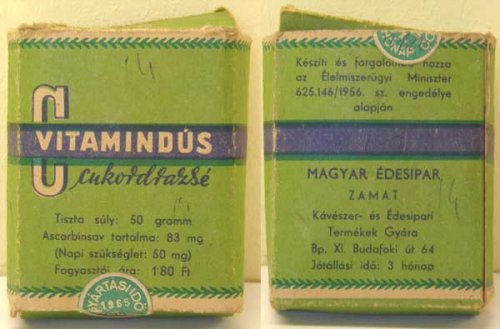 C VITAMINDÚS
cukordrazsé
Tiszta súly: 50 gramm
Ascorbinsav tartalma: 83 mg
(Napi szükséglet: 50 mg)
Fogyasztói ára: 1'80 Ft
GYÁRTÁSI IDŐ
1965
HÓNAP
Készíti és forgalomba hozza
az Élelmiszerügyi Miniszter
625.146/1956. sz. engedélye
alapján
MAGYAR ÉDESIPAR
ZAMAT
Kávészer- és Édesipari
Termékek Gyára
Bp. XI. Budafoki út 64
Jótállási idő: 3 hónap